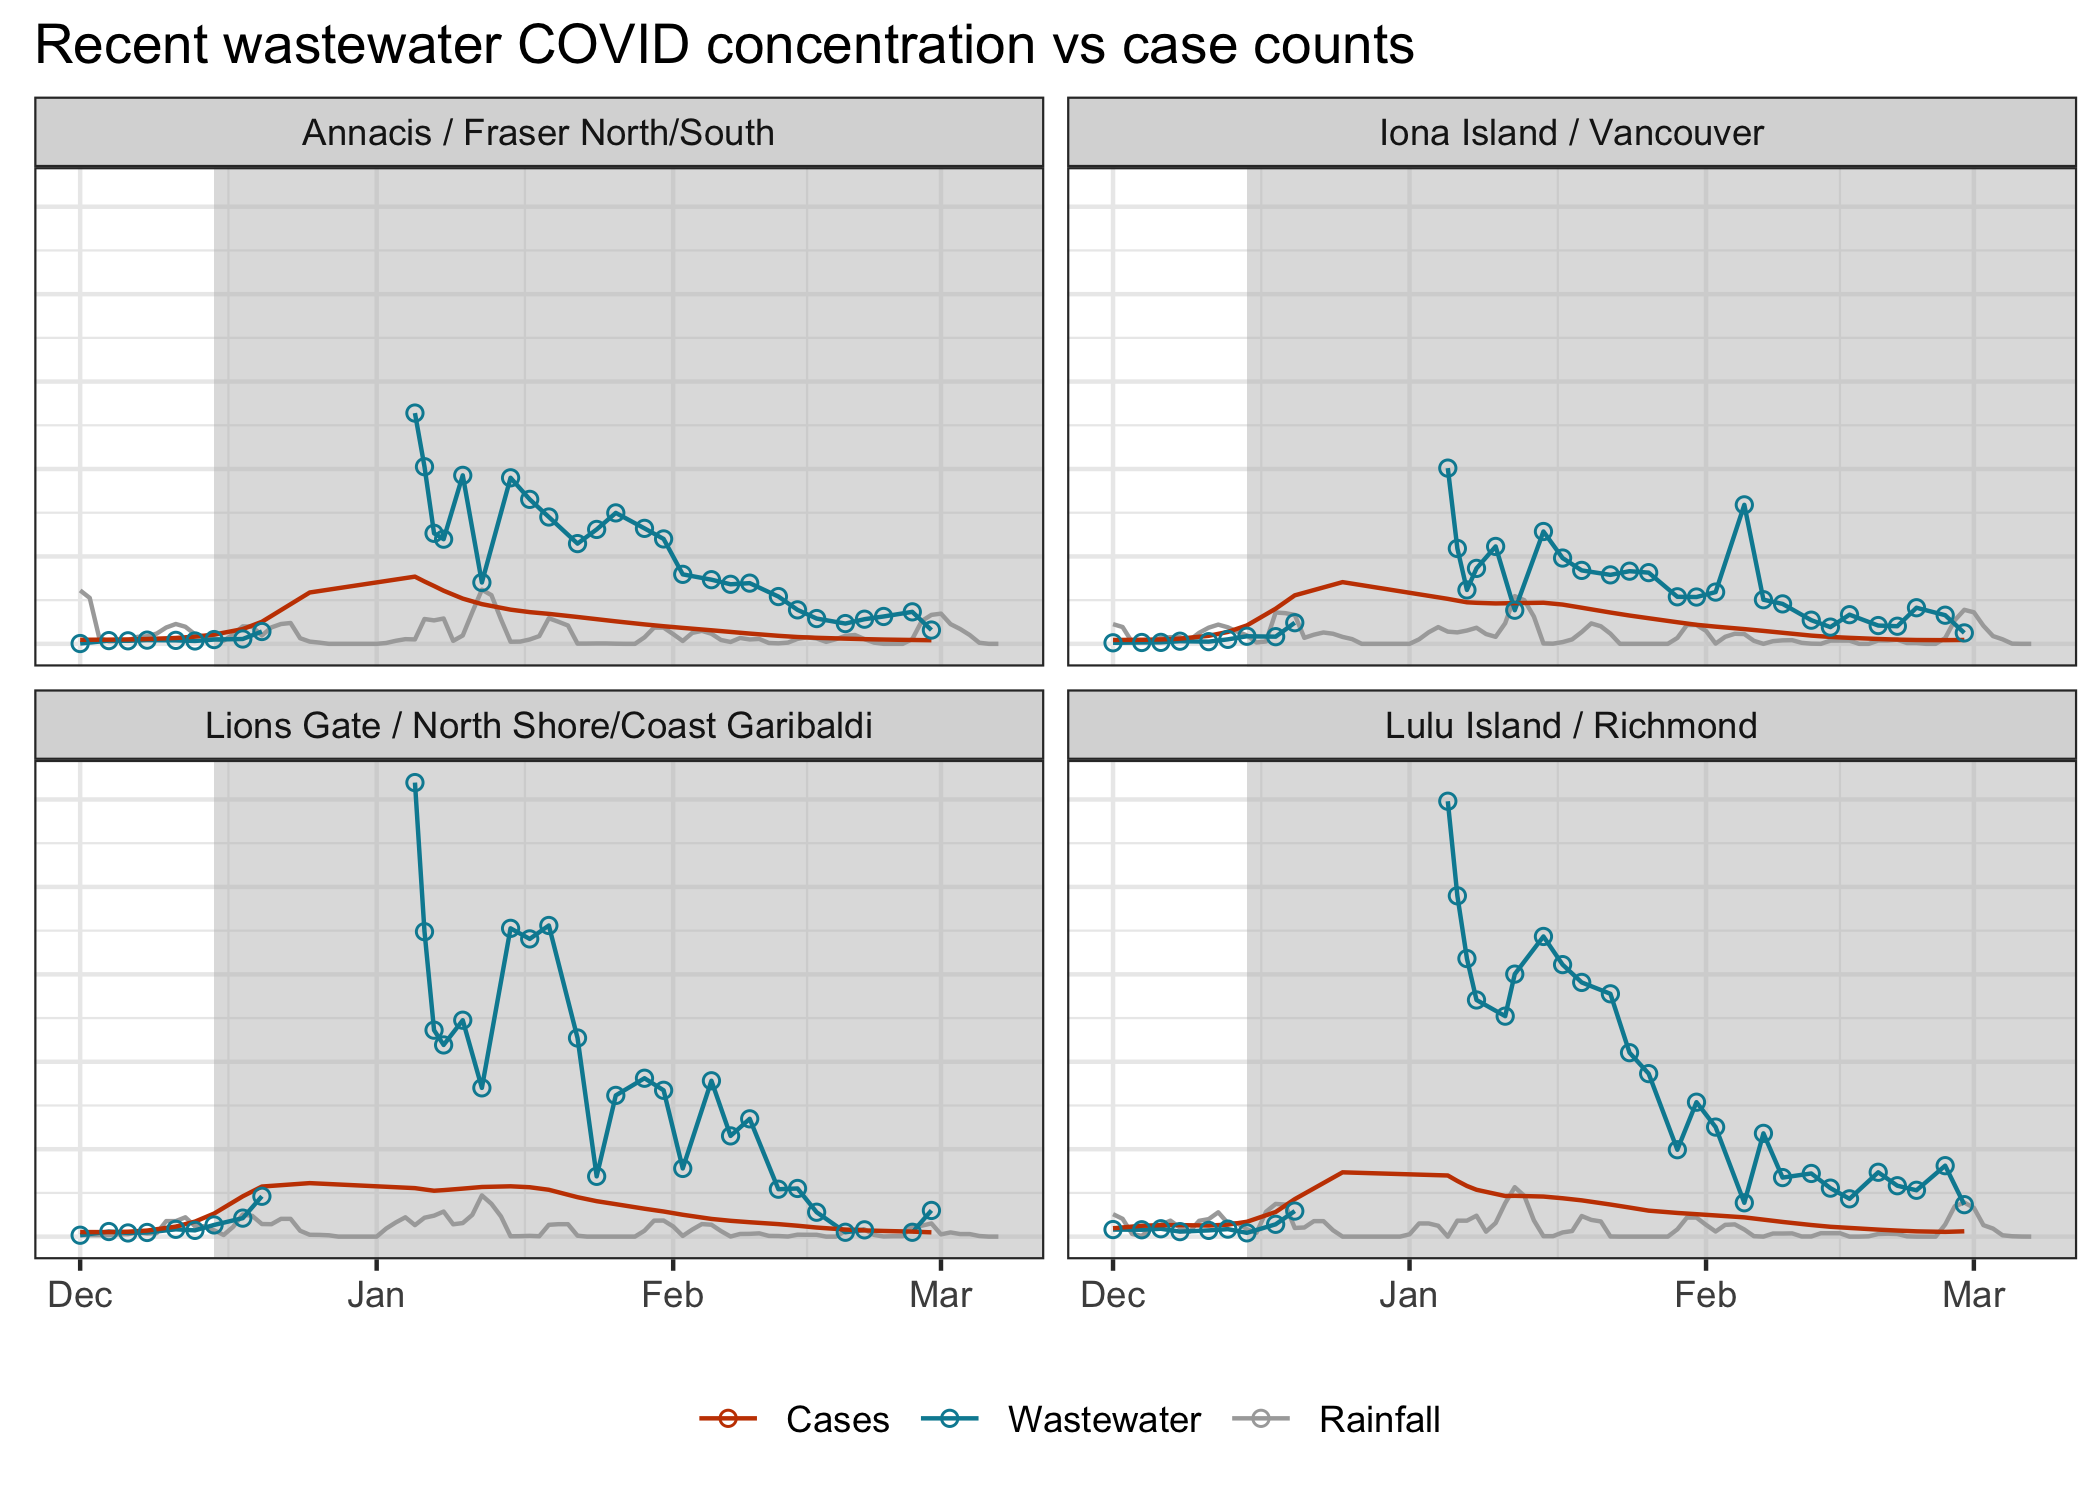 Recent wastewater COVID concentration vs case counts
Annacis / Fraser North/South
Iona Island / Vancouver
Lions Gate / North Shore/Coast Garibaldi
Lulu Island / Richmond
Dec Jan Feb Mar
Dec Jan Feb Mar
Cases Wastewater Rainfall